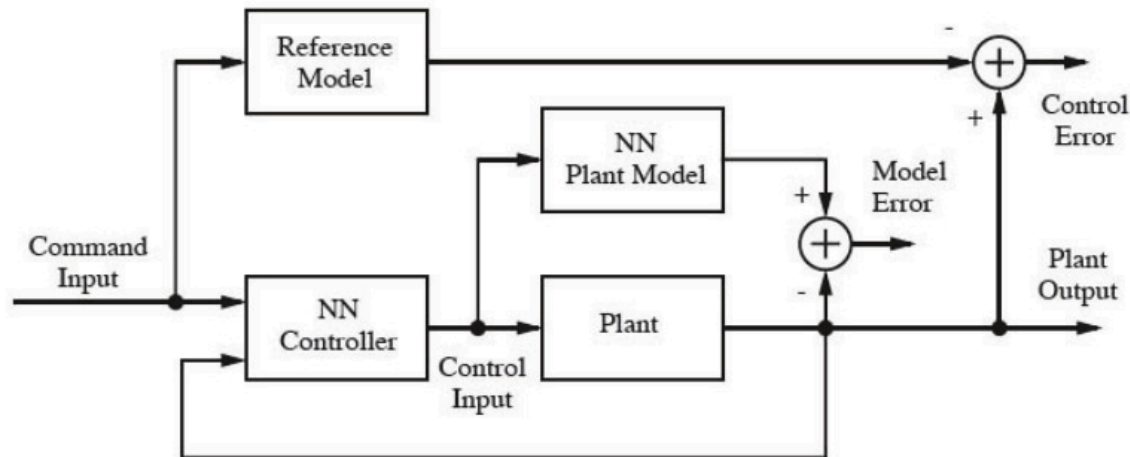 Reference
Model
-
+
Control
Error
NN
Plant Model
+
Model
Error
Command
Input
NN
Controller
Control
Input
Plant
-
Plant
Output
+
+